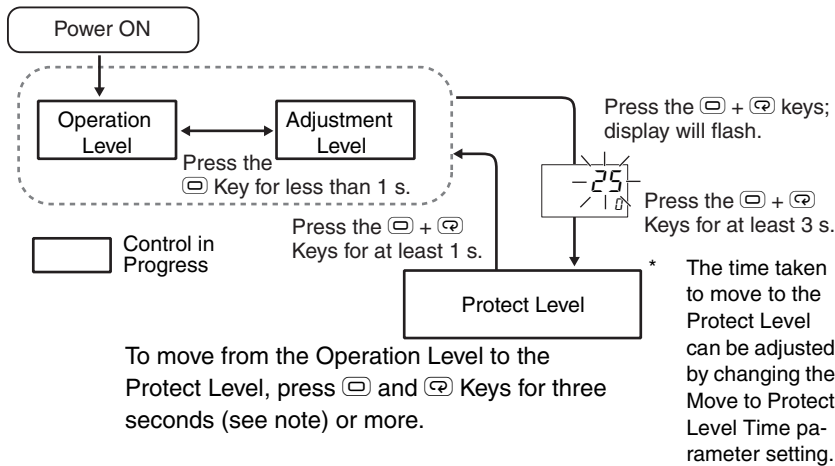 Power ON
Operation
Level
Adjustment
Level
Press the
Key for less than 1 s.
Press the + keys;
display will flash.
25
0
Press the +
Keys for at least 3 s.
Press the +
Keys for at least 1 s.
Control in
Progress
Protect Level
* The time taken
to move to the
Protect Level
can be adjusted
by changing the
Move to Protect
Level Time pa-
rameter setting.
To move from the Operation Level to the
Protect Level, press and Keys for three
seconds (see note) or more.